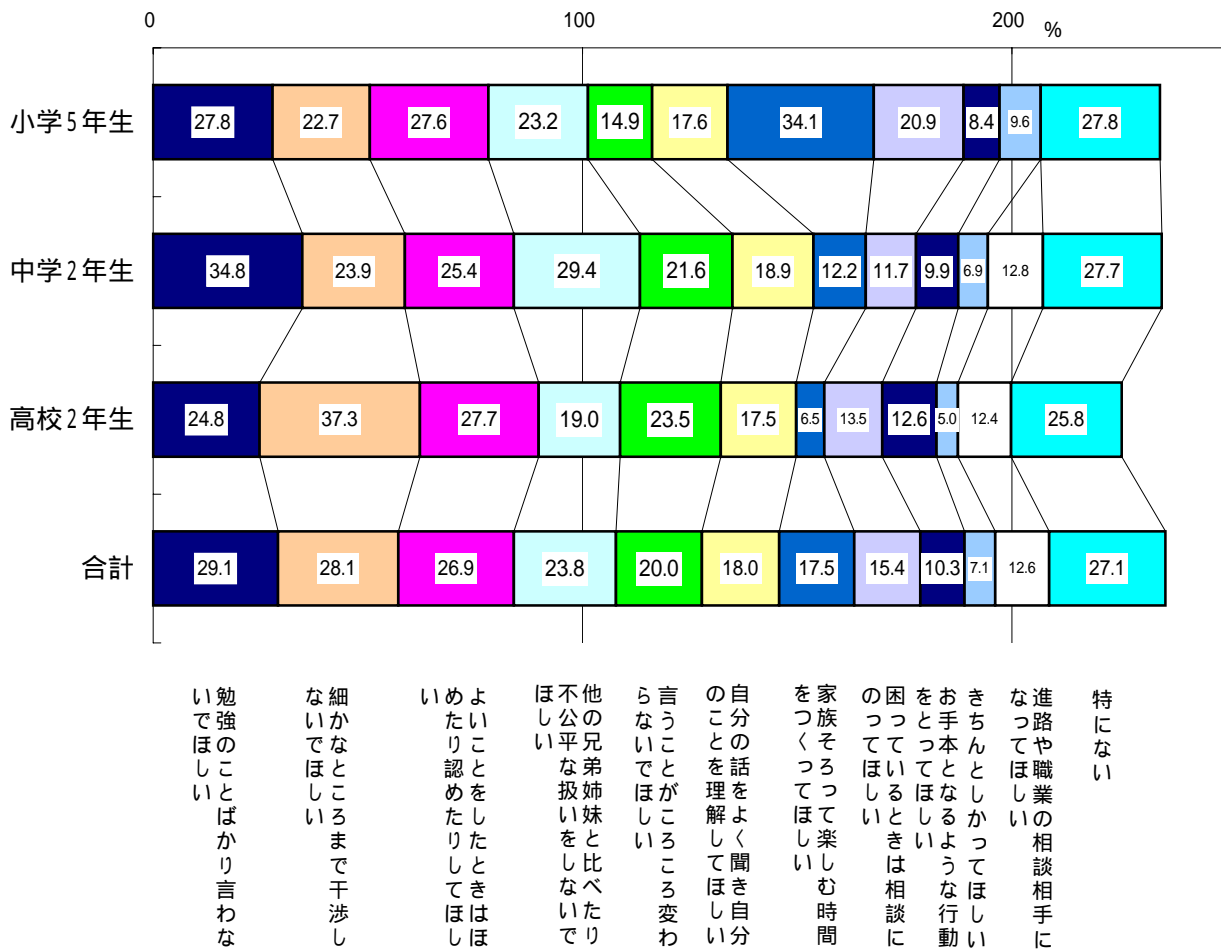 0 100 200 %
小学5年生 27.8 22.7 27.6 23.2 14.9 17.6 34.1 20.9 8.4 9.6 27.8
中学2年生 34.8 23.9 25.4 29.4 21.6 18.9 12.2 11.7 9.9 6.9 12.8 27.7
高校2年生 24.8 37.3 27.7 19.0 23.5 17.5 6.5 13.5 12.6 5.0 12.4 25.8
合計 29.1 28.1 26.9 23.8 20.0 18.0 17.5 15.4 10.3 7.1 12.6 27.1
勉強のことばかり言わな
いでほしい
細かなところまで干渉し
ないでほしい
よいことをしたときはほ
めたり認めたりしてほし
い
他の兄弟姉妹と比べたり
不公平な扱いをしないで
ほしい
言うことがころころ変わ
らないでほしい
自分の話をよく聞き自分
のことを理解してほしい
家族そろって楽しむ時間
をつくってほしい
困っているときは相談に
のってほしい
お手本となるような行動
をとってほしい
きちんとしかってほしい
進路や職業の相談相手に
なってほしい
特にない